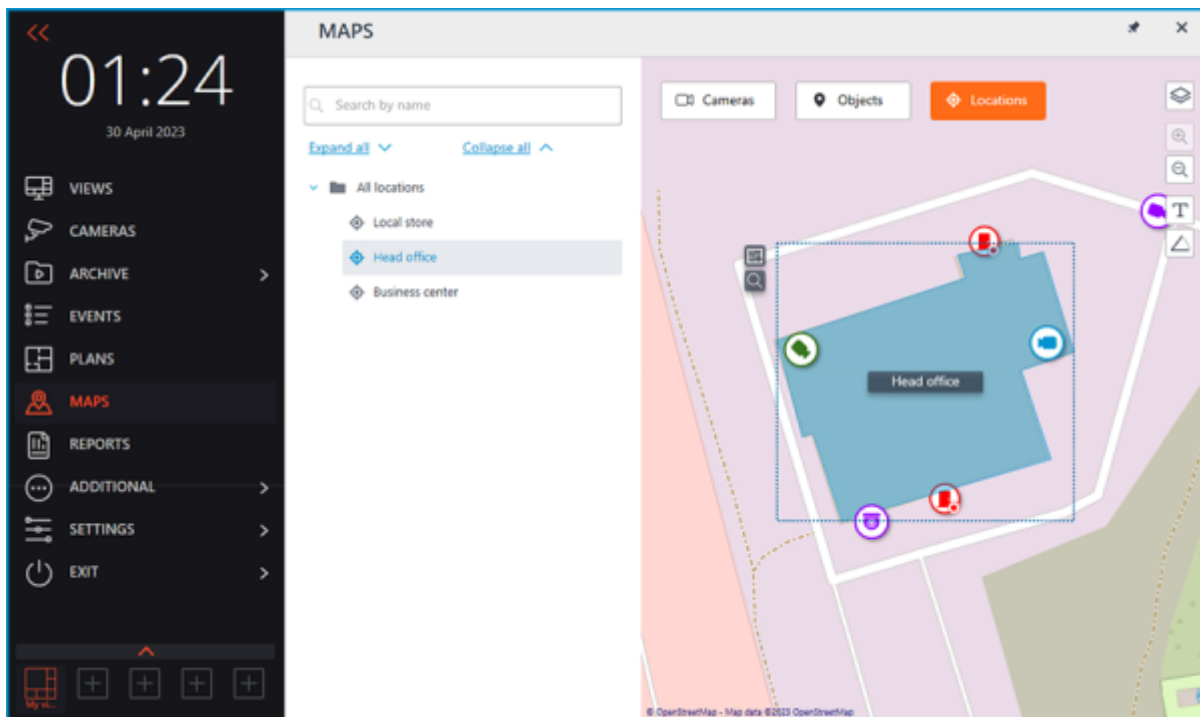 01:24
30 April 2023
VIEWS
CAMERAS
ARCHIVE
EVENTS
PLANS
MAPS
REPORTS
ADDITIONAL
SETTINGS
EXIT
My vi...
MAPS
Search by name
Expand all
Collapse all
All locations
Local store
Head office
Business center
Cameras
Objects
Locations
T
Head office
© OpenStreetMap - Map data ©2023 OpenStreetMap